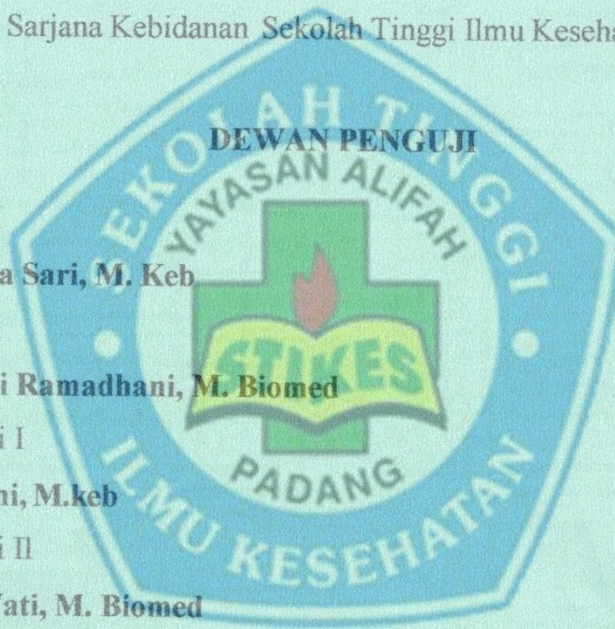 Sarjana Kebidanan Sekolah Tinggi Ilmu Keseha
DEWAN PENGUJI
SEKOLAH TINGGI
YAYASAN ALIFAH
a Sari, M. Keb
STIKES
i Ramadhani, M. Biomed
i I
PADANG
ni, M.keb
ILMU KESEHATAN
i II
ati, M. Biomed